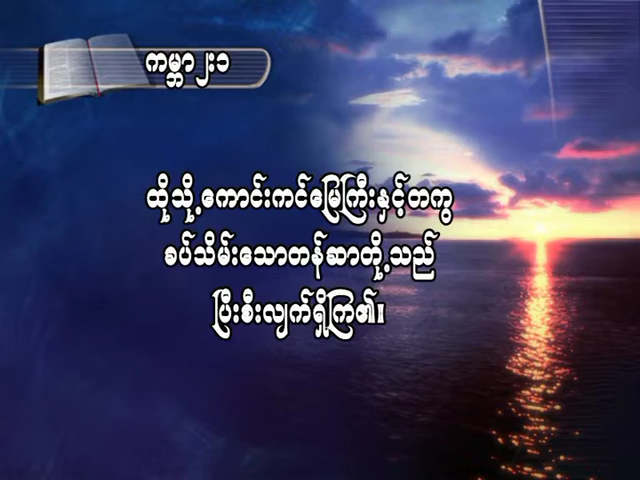 ကမ္ဘာ၂း၁
ထိုသို့ကောင်းကင်မြေကြီးနှင့်တကွ
ခပ်သိမ်းသောတန်ဆာတို့သည်
ပြီးစီးလျက်ရှိကြ၏။